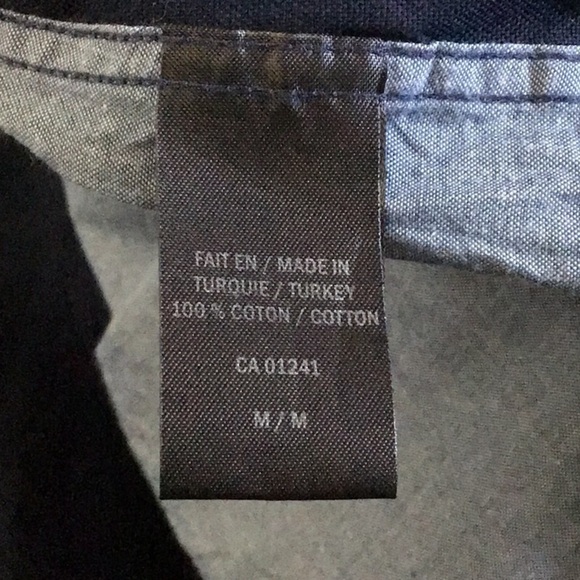 FAIT EN / MADE IN
TURQUIE / TURKEY
100 % COTON / COTTON
CA 01241
M / M